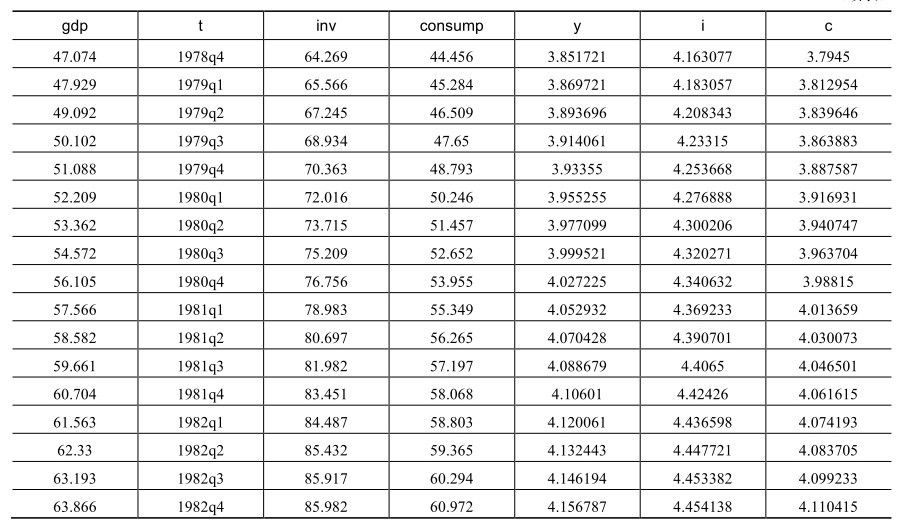 gdp t inv consump y i c
47.074 1978q4 64.269 44.456 3.851721 4.163077 3.7945
47.929 1979q1 65.566 45.284 3.869721 4.183057 3.812954
49.092 1979q2 67.245 46.509 3.893696 4.208343 3.839646
50.102 1979q3 68.934 47.65 3.914061 4.23315 3.863883
51.088 1979q4 70.363 48.793 3.93355 4.253668 3.887587
52.209 1980q1 72.016 50.246 3.955255 4.276888 3.916931
53.362 1980q2 73.715 51.457 3.977099 4.300206 3.940747
54.572 1980q3 75.209 52.652 3.999521 4.320271 3.963704
56.105 1980q4 76.756 53.955 4.027225 4.340632 3.98815
57.566 1981q1 78.983 55.349 4.052932 4.369233 4.013659
58.582 1981q2 80.697 56.265 4.070428 4.390701 4.030073
59.661 1981q3 81.982 57.197 4.088679 4.4065 4.046501
60.704 1981q4 83.451 58.068 4.10601 4.42426 4.061615
61.563 1982q1 84.487 58.803 4.120061 4.436598 4.074193
62.33 1982q2 85.432 59.365 4.132443 4.447721 4.083705
63.193 1982q3 85.917 60.294 4.146194 4.453382 4.099233
63.866 1982q4 85.982 60.972 4.156787 4.454138 4.110415